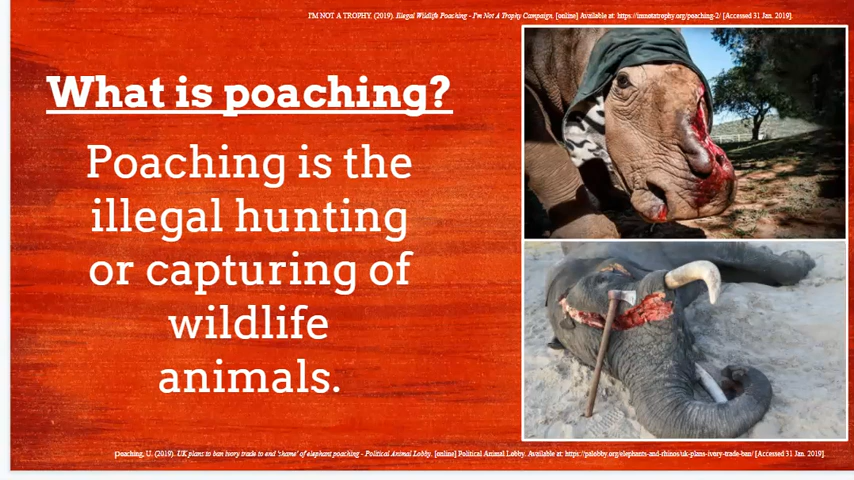 I'M NOT A TROPHY. (2019). Illegal Wildlife Poaching - I'm Not A Trophy Campaign. [online] Available at: https://imnotatrophy.org/poaching-2/ [Accessed 31 Jan. 2019].
What is poaching?
Poaching is the
illegal hunting
or capturing of
wildlife
animals.
Poaching, U. (2019). UK plans to ban ivory trade to end 'shame' of elephant poaching - Political Animal Lobby. [online] Political Animal Lobby. Available at: https://palobby.org/elephants-and-rhinos/uk-plans-ivory-trade-ban/ [Accessed 31 Jan. 2019].